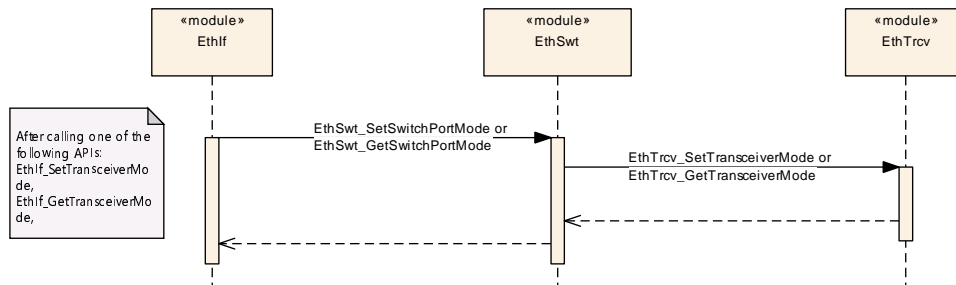 «module»
EthIf
«module»
EthSwt
«module»
EthTrcv
After calling one of the
following APIs:
EthIf_SetTransceiverMo
de,
EthIf_GetTransceiverMo
de,
EthSwt_SetSwitchPortMode or
EthSwt_GetSwitchPortMode
EthTrcv_SetTransceiverMode or
EthTrcv_GetTransceiverMode